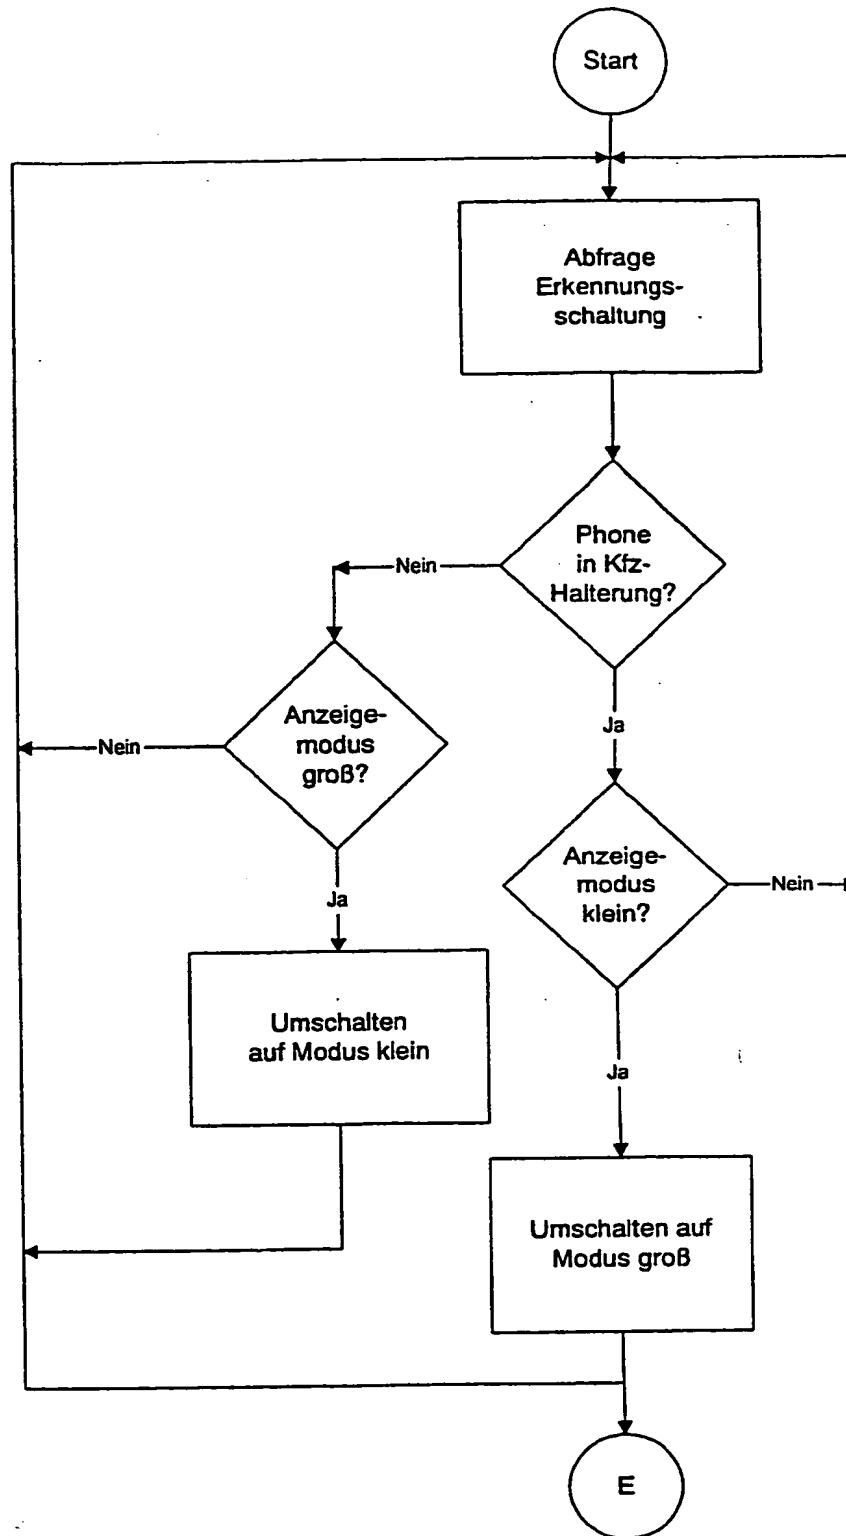 Start
Abfrage
Erkennungs-
schaltung
Phone
in Kfz-
Halterung?
Nein
Ja
Anzeige-
modus
groß?
Nein
Ja
Anzeige-
modus
klein?
Nein
Ja
Umschalten
auf Modus klein
Umschalten auf
Modus groß
E